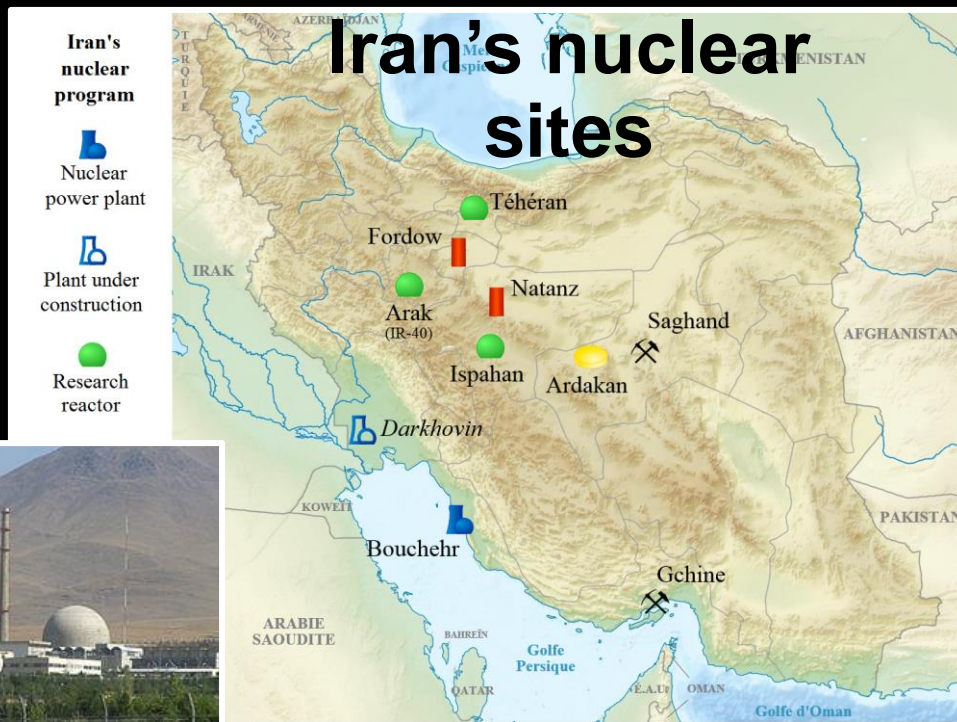 Iran’s nuclear
sites
Iran's
nuclear
program
Nuclear
power plant
Plant under
construction
Research
reactor
AZERBAÏDJAN
TURQUIE
Téhéran
Fordow
IRAK
Natanz
Arak
(IR-40)
Saghand
AFGHANISTAN
Ispahan
Ardakan
Darkhovin
KOWEÏT
PAKISTAN
Bouchehr
Gchine
ARABIE
SAOUDITE
BAHREÏN
Golfe
Persique
QATAR
É.A.U.
OMAN
Golfe d'Oman